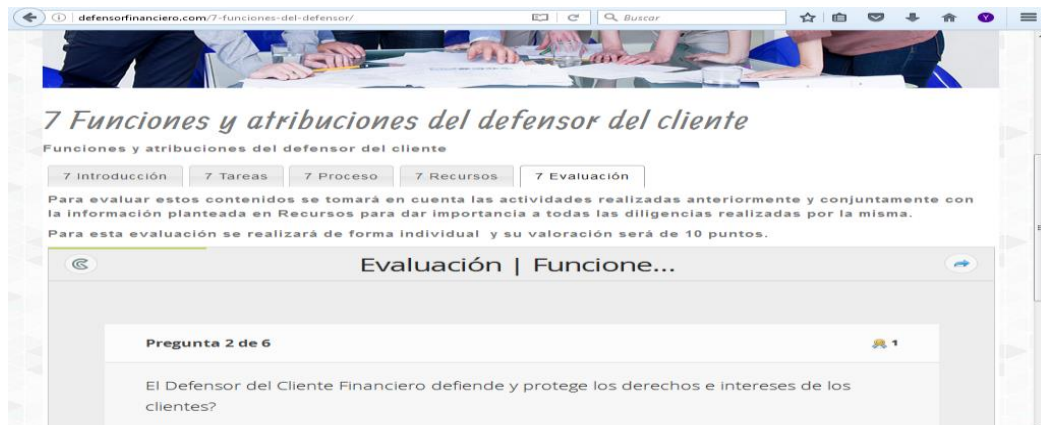 defensorfinanciero.com/7-funciones-del-defensor/
Buscar
7 Funciones y atribuciones del defensor del cliente
Funciones y atribuciones del defensor del cliente
7 Introducción 7 Tareas 7 Proceso 7 Recursos 7 Evaluación
Para evaluar estos contenidos se tomará en cuenta las actividades realizadas anteriormente y conjuntamente con
la información planteada en Recursos para dar importancia a todas las diligencias realizadas por la misma.
Para esta evaluación se realizará de forma individual y su valoración será de 10 puntos.
Evaluación | Funcione...
Pregunta 2 de 6 1
El Defensor del Cliente Financiero defiende y protege los derechos e intereses de los
clientes?